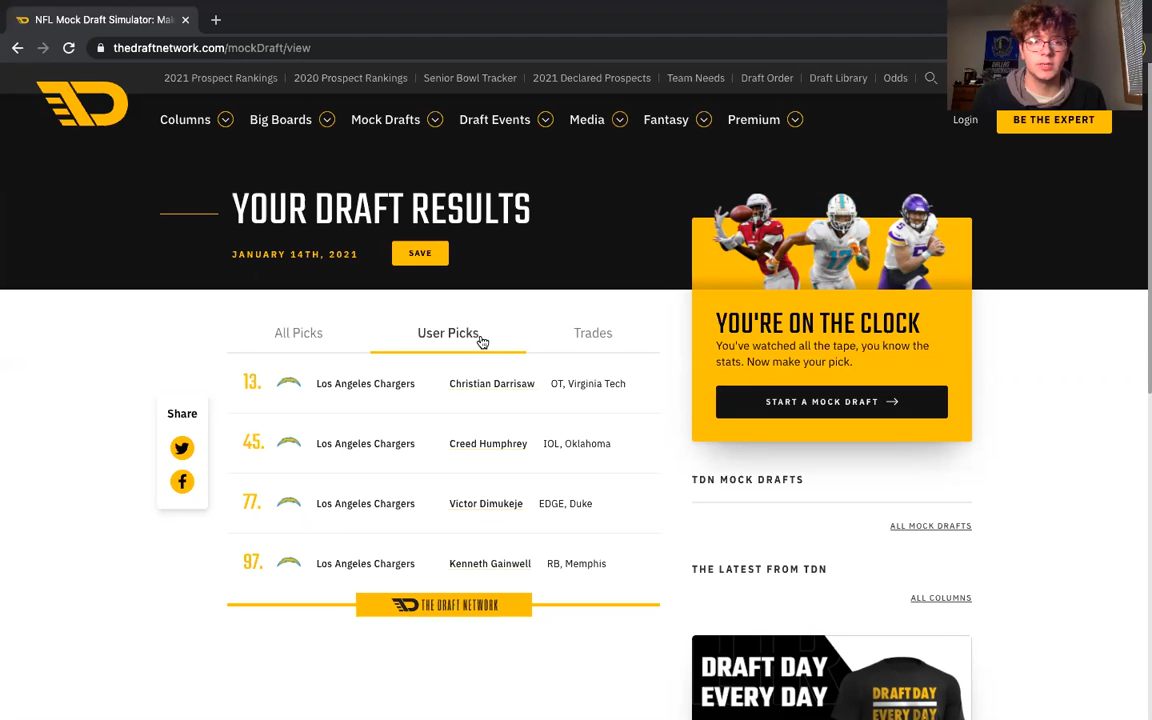 NFL Mock Draft Simulator: Ma
thedraftnetwork.com/mockDraft/view
2021 Prospect Rankings 2020 Prospect Rankings Senior Bowl Tracker 2021 Declared Prospects Team Needs Draft Order Draft Library Odds
Columns Big Boards Mock Drafts Draft Events Media Fantasy Premium Login BE THE EXPERT
YOUR DRAFT RESULTS
JANUARY 14TH, 2021 SAVE
All Picks User Picks Trades
13. Los Angeles Chargers Christian Darrisaw OT, Virginia Tech
45. Los Angeles Chargers Creed Humphrey IOL, Oklahoma
77. Los Angeles Chargers Victor Dimukeje EDGE, Duke
97. Los Angeles Chargers Kenneth Gainwell RB, Memphis
THE DRAFT NETWORK
Share
YOU'RE ON THE CLOCK
You've watched all the tape, you know the
stats. Now make your pick.
START A MOCK DRAFT
TDN MOCK DRAFTS
ALL MOCK DRAFTS
THE LATEST FROM TDN
ALL COLUMNS
DRAFT DAY
EVERY DAY
DRAFT DAY
EVERY DAY